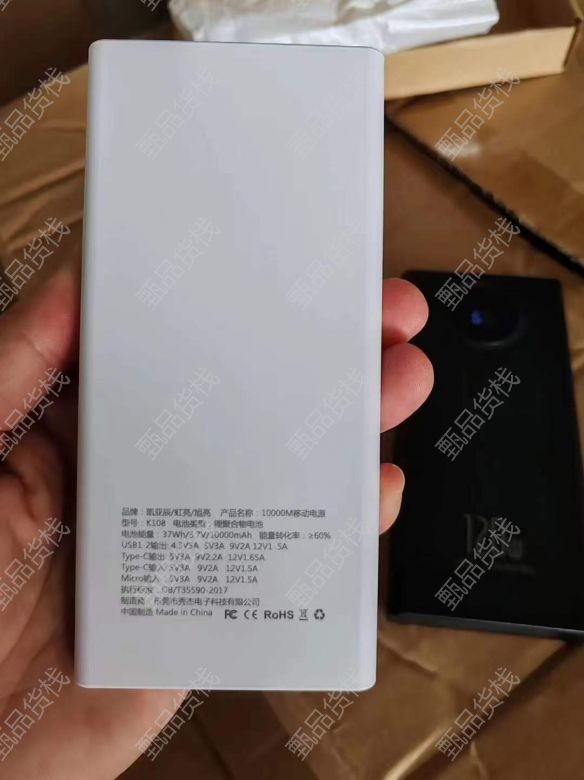 品牌：凯亚辰/虹亮/旭亮 产品名称：10000M移动电源
型号：K108 电池类型：锂聚合物电池
电池能量：37Wh/3.7V/10000mAh 能量转化率：≥60%
USB1-2输出 4.5V5A 5V3A 9V2A 12V1.5A
Type-C输出 5V3A 9V2.2A 12V1.65A
Type-C输入 5V3A 9V2A 12V1.5A
Micro输入 5V3A 9V2A 12V1.5A
执行标准：GB/T35590-2017
制造商：东莞市秀杰电子科技有限公司
中国制造 Made in China FC CE RoHS
甄品货栈